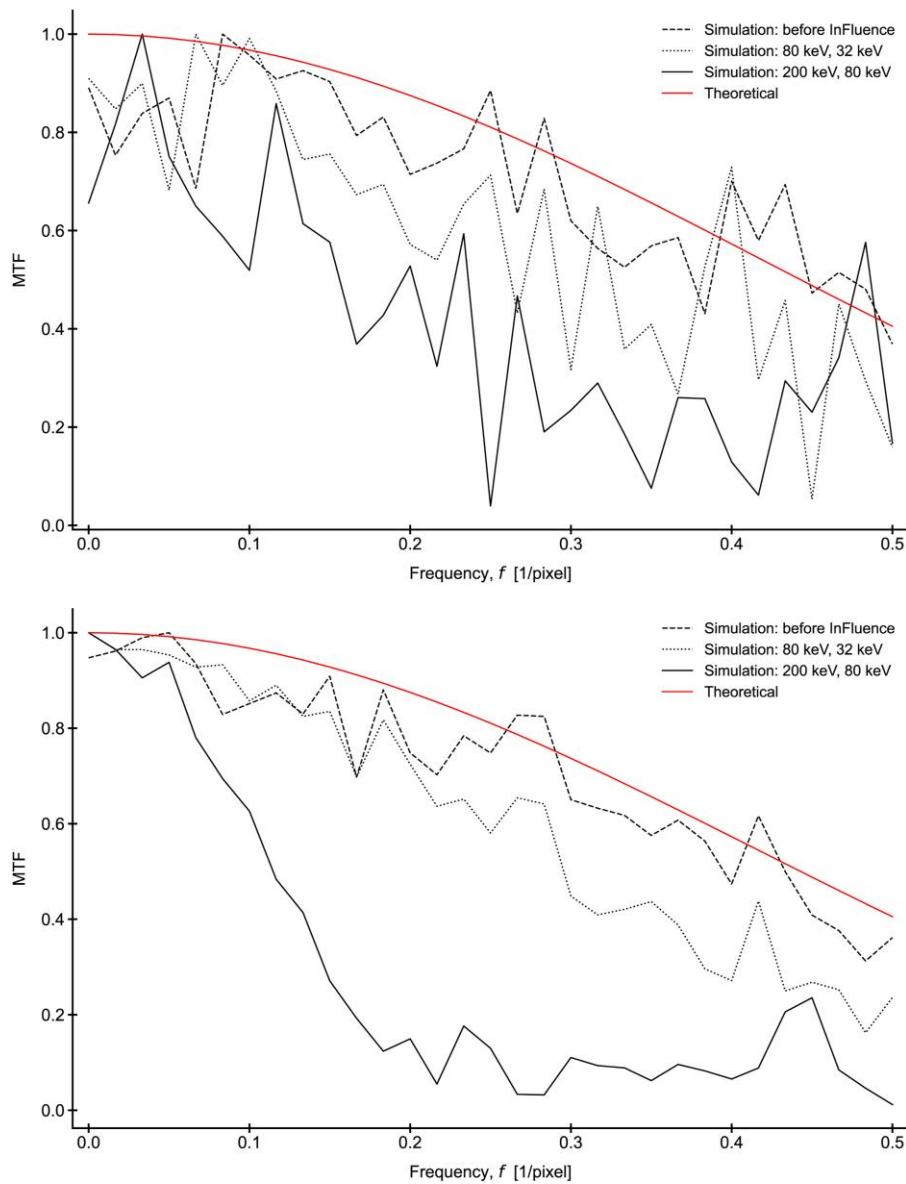 1.0
0.8
0.6
0.4
0.2
0.0
MTF
Simulation: before InFluence
Simulation: 80 keV, 32 keV
Simulation: 200 keV, 80 keV
Theoretical
0.0 0.1 0.2 0.3 0.4 0.5
Frequency, f [1/pixel]
1.0
0.8
0.6
0.4
0.2
0.0
MTF
Simulation: before InFluence
Simulation: 80 keV, 32 keV
Simulation: 200 keV, 80 keV
Theoretical
0.0 0.1 0.2 0.3 0.4 0.5
Frequency, f [1/pixel]